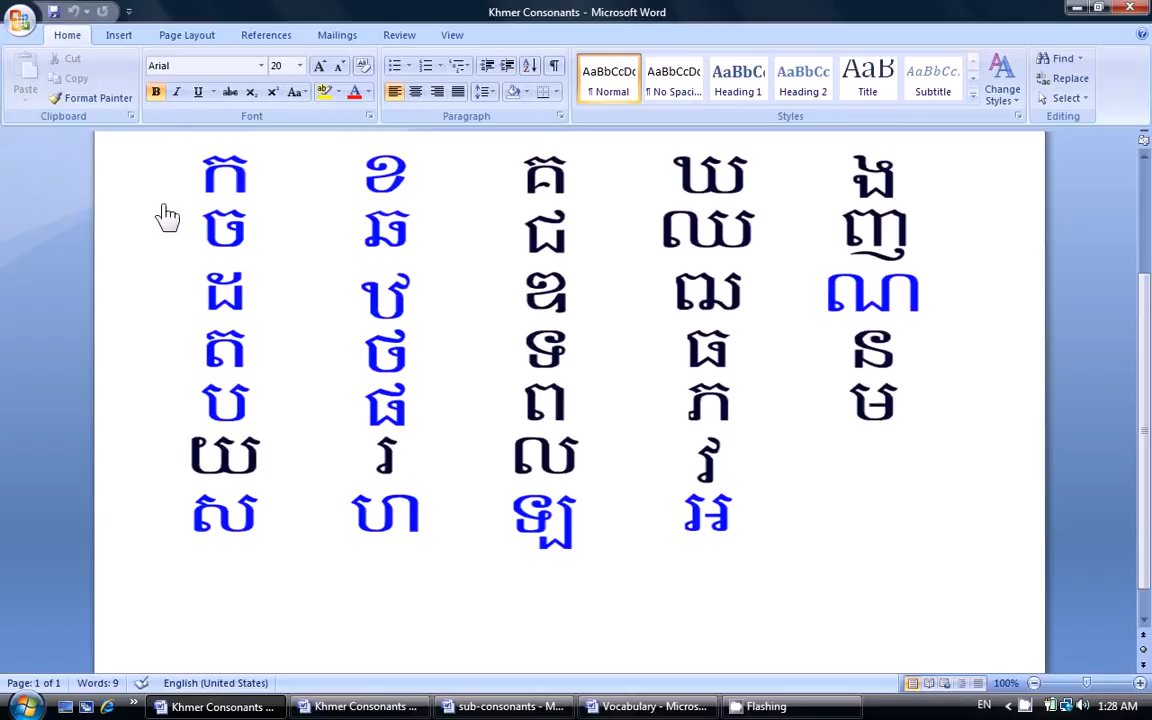 Khmer Consonants - Microsoft Word
Home Insert Page Layout References Mailings Review View
Cut
Copy
Paste
Format Painter
Clipboard
Arial 20
Font
Paragraph
AaBbCcDc AaBbCcDc AaBbC AaBbCc AaB AaBbCc.
¶ Normal ¶ No Spaci... Heading 1 Heading 2 Title Subtitle
Change Styles
Styles
Find
Replace
Select
Editing
ក ខ គ ឃ ង
ច ឆ ជ ឈ ញ
ដ ឋ ឌ ឍ ណ
ត ថ ទ ធ ន
ប ផ ព ភ ម
យ រ ល វ
ស ហ ឡ អ
Page: 1 of 1 Words: 9 English (United States) 100%
Khmer Consonants ... Khmer Consonants ... sub-consonants - M... Vocabulary - Micros... Flashing EN 1:28 AM